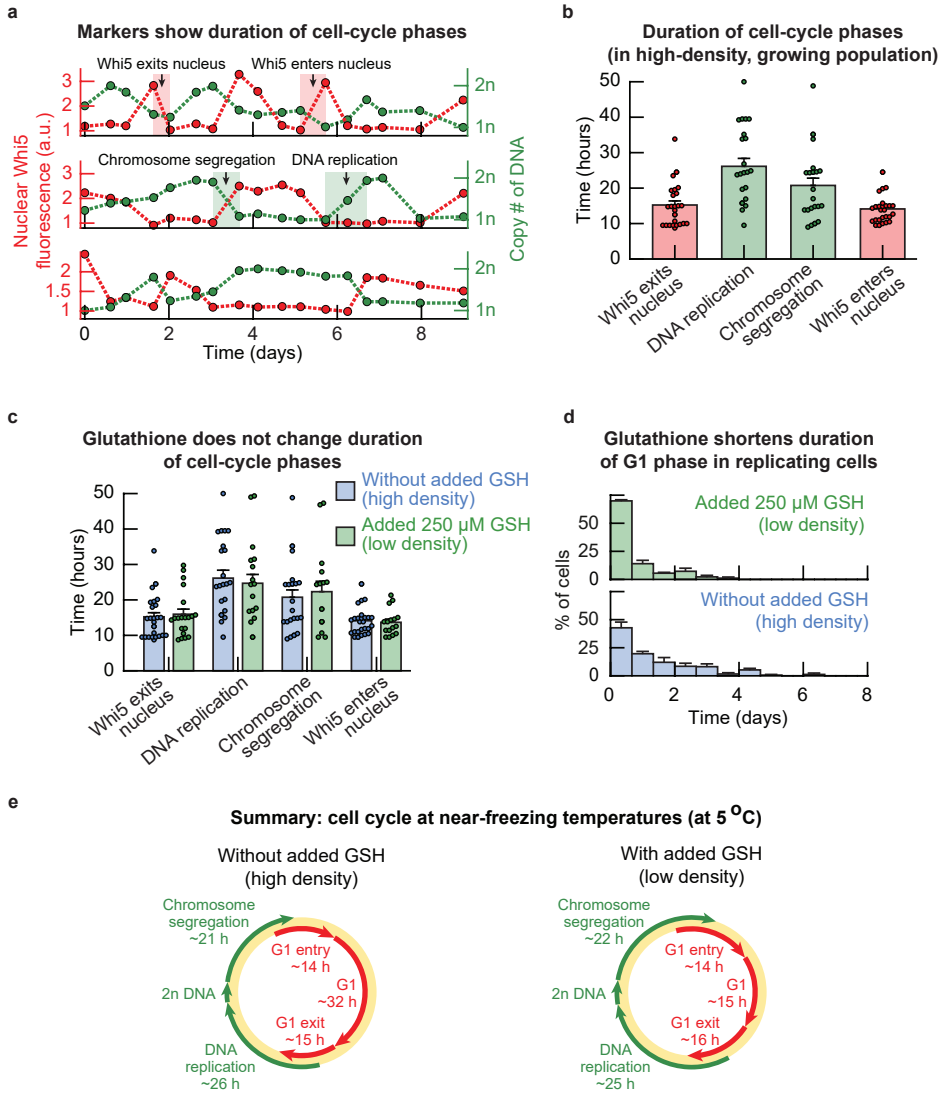 a
Markers show duration of cell-cycle phases
Whi5 exits nucleus
Whi5 enters nucleus
3
2
1
2n
1n
Chromosome segregation
DNA replication
3
2
1
2n
1n
2
1.5
1
2n
1n
0
2
4
6
8
Time (days)
Nuclear Whi5
fluorescence (a.u.)
Copy # of DNA
b
Duration of cell-cycle phases
(in high-density, growing population)
50
40
30
20
10
0
Time (hours)
Whi5 exits
nucleus
DNA replication
Chromosome
segregation
Whi5 enters
nucleus
c
Glutathione does not change duration
of cell-cycle phases
Without added GSH
(high density)
Added 250 µM GSH
(low density)
50
40
30
20
10
0
Time (hours)
Whi5 exits
nucleus
DNA replication
Chromosome
segregation
Whi5 enters
nucleus
d
Glutathione shortens duration
of G1 phase in replicating cells
Added 250 µM GSH
(low density)
50
25
0
Without added GSH
(high density)
50
25
0
% of cells
0
2
4
6
8
Time (days)
e
Summary: cell cycle at near-freezing temperatures (at 5 °C)
Without added GSH
(high density)
Chromosome
segregation
~21 h
G1 entry
~14 h
G1
~32 h
2n DNA
G1 exit
~15 h
DNA
replication
~26 h
With added GSH
(low density)
Chromosome
segregation
~22 h
G1 entry
~14 h
G1
~15 h
2n DNA
G1 exit
~16 h
DNA
replication
~25 h